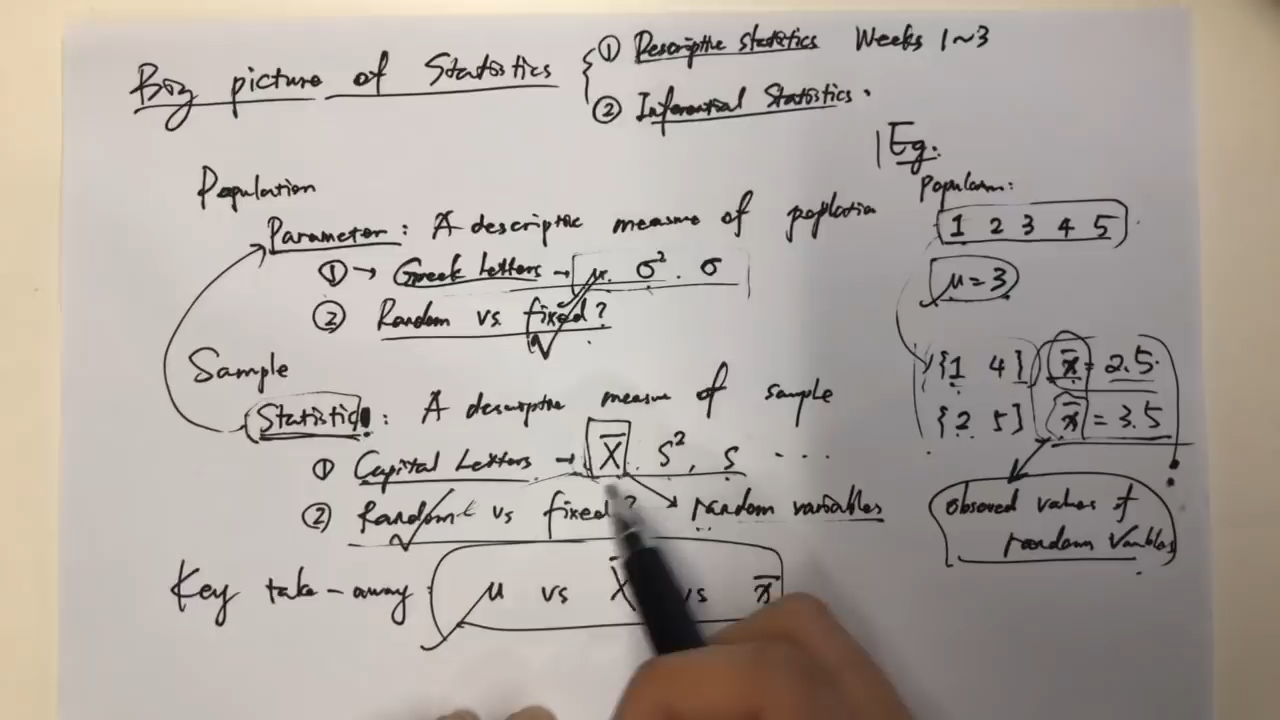 Big picture of Statistics
① Descriptive Statistics Weeks 1~3
② Inferential Statistics.
Population
Parameter: A descriptive measure of population
① → Greek Letters → μ. σ². σ
② Random vs fixed?
Sample
Statistic: A descriptive measure of sample
① Capital Letters → X̄. S², S ....
② Random vs fixed? → random variables
Key take-away: μ vs X̄ vs x̄
Eg.
Population:
1 2 3 4 5
μ = 3
{1 4} x̄ = 2.5
{2 5} x̄ = 3.5
observed values of
random variables